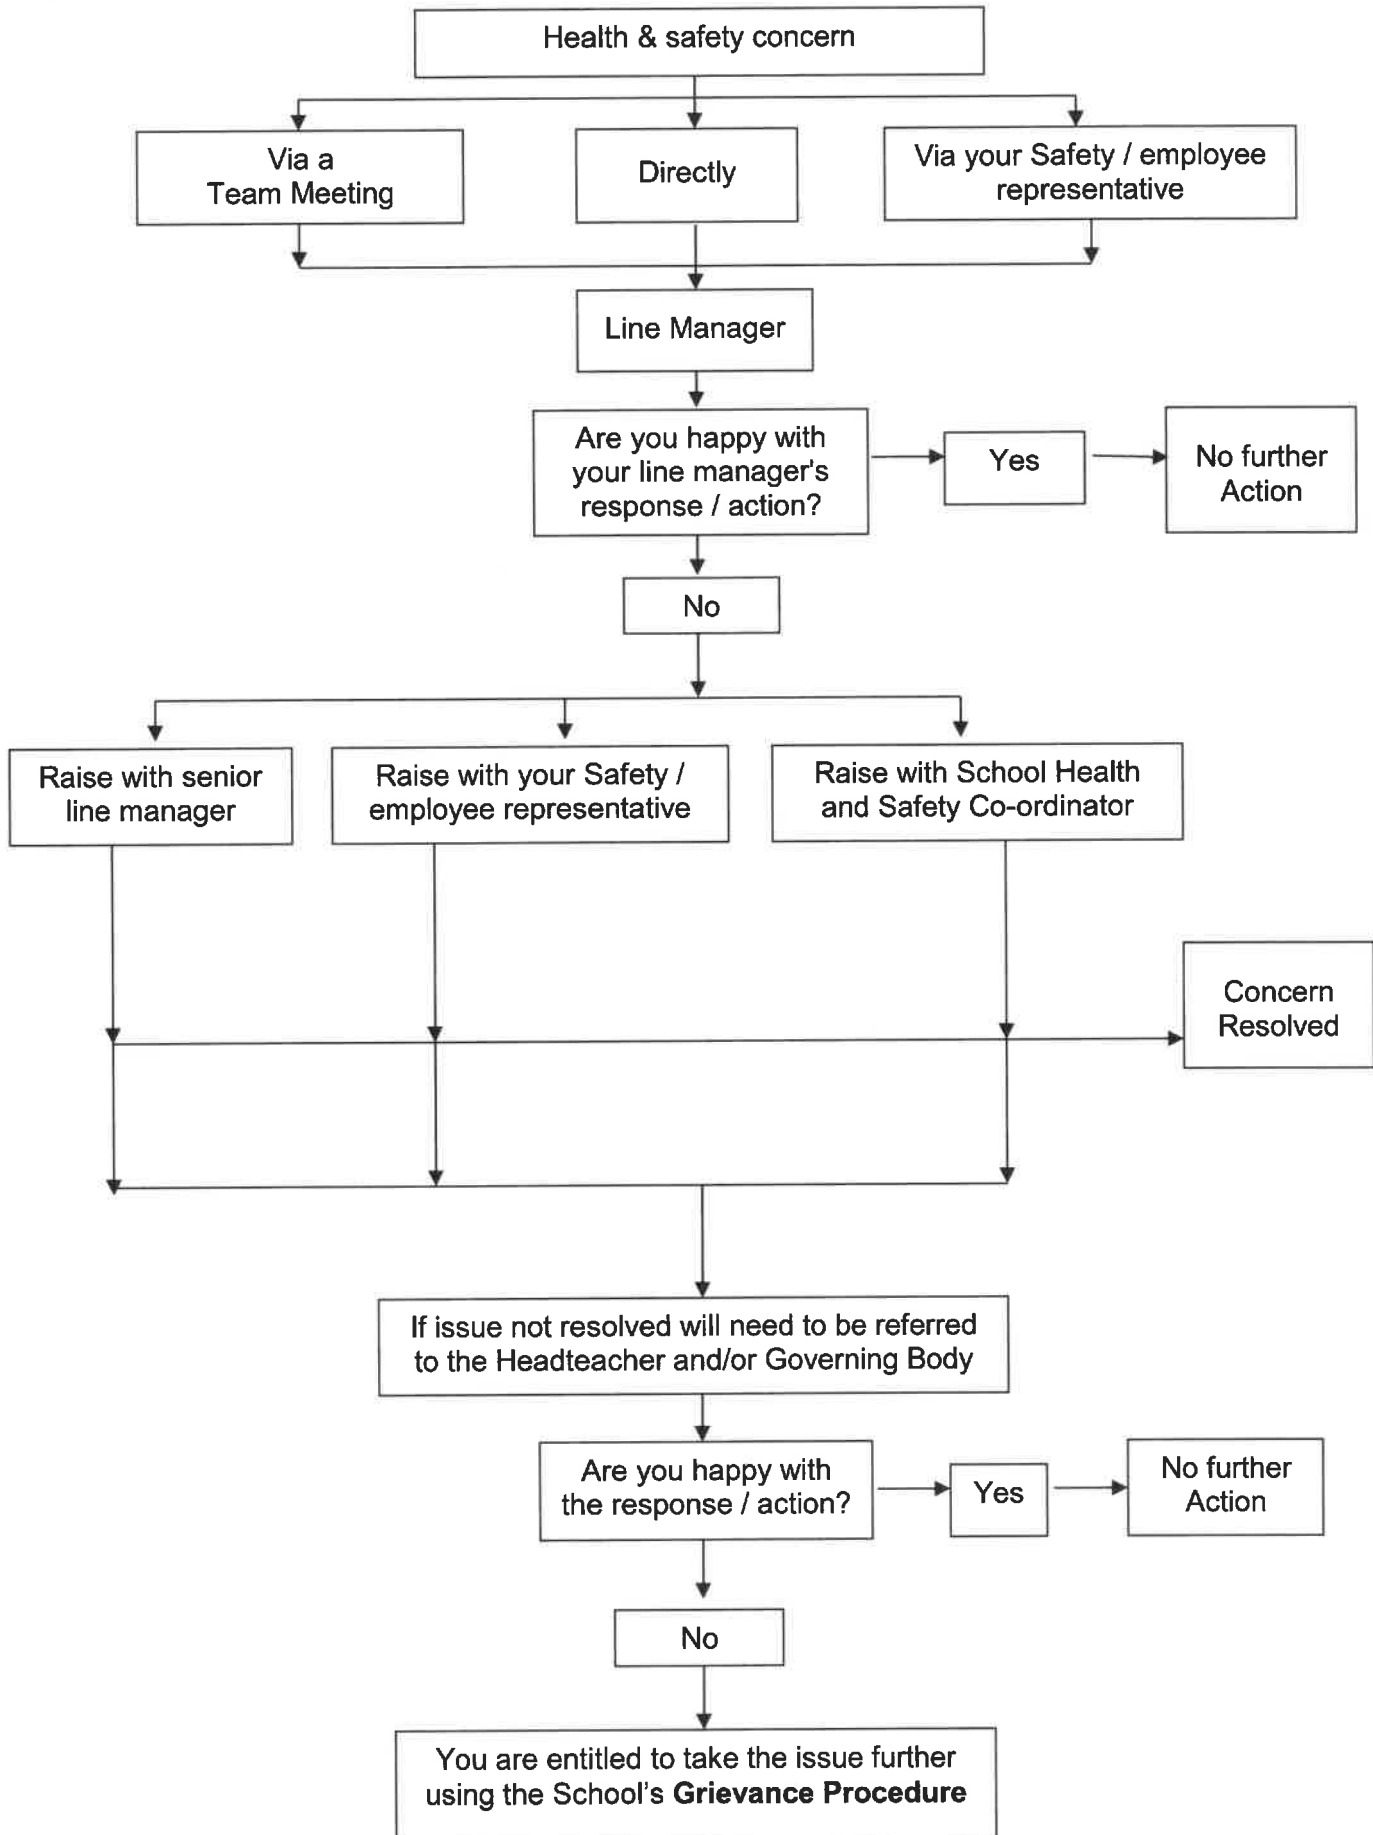 Health & safety concern
Via a
Team Meeting
Directly
Via your Safety / employee
representative
Line Manager
Are you happy with
your line manager's
response / action?
Yes
No further
Action
No
Raise with senior
line manager
Raise with your Safety /
employee representative
Raise with School Health
and Safety Co-ordinator
Concern
Resolved
If issue not resolved will need to be referred
to the Headteacher and/or Governing Body
Are you happy with
the response / action?
Yes
No further
Action
No
You are entitled to take the issue further
using the School's Grievance Procedure